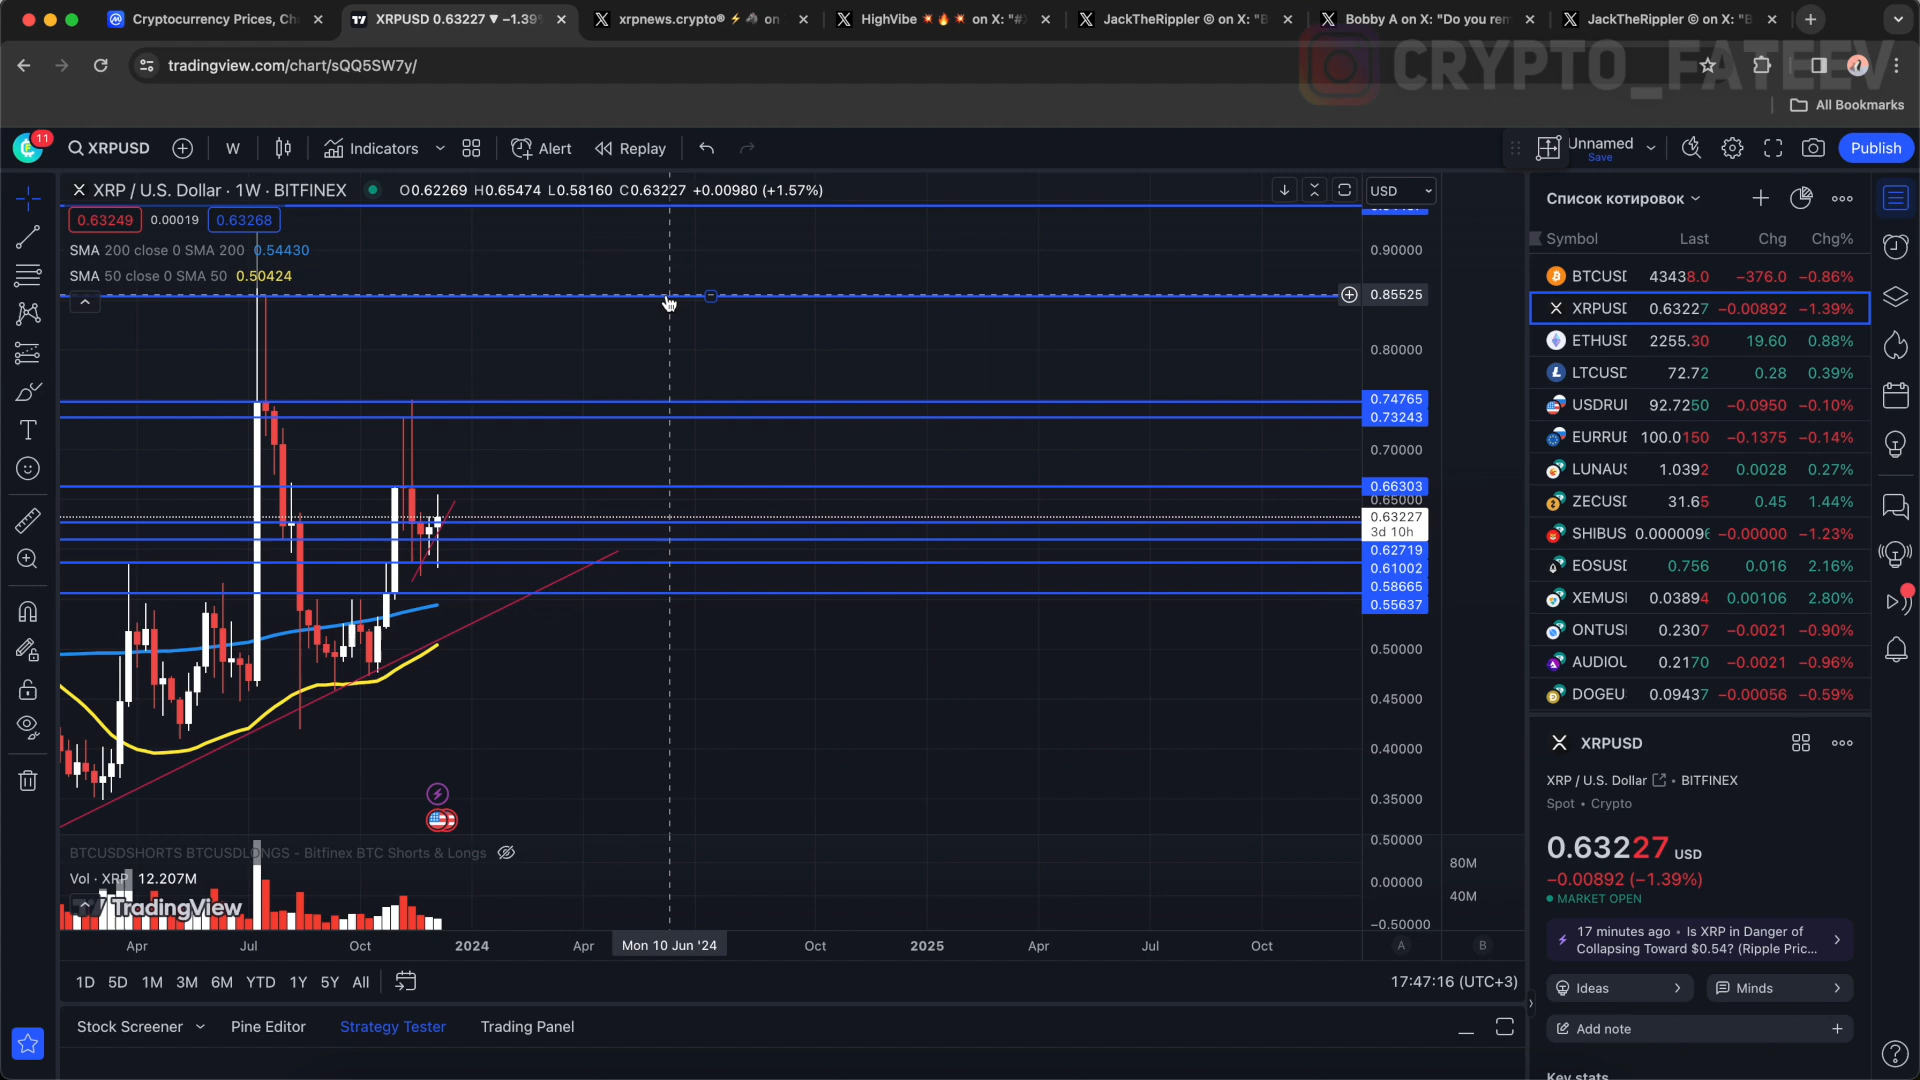 Cryptocurrency Prices, Ch
XRPUSD 0.63227 ▼ −1.39%
xrpnews.crypto® ⚡ on
HighVibe 💥🔥💥 on X: "#
JackTheRippler © on X: "B
Bobby A on X: "Do you rem
JackTheRippler © on X: "B
tradingview.com/chart/sQQ5SW7y/
CRYPTO_FATEEV
All Bookmarks
11
XRPUSD
W
Indicators
Alert
Replay
Unnamed
Save
Publish
XRP / U.S. Dollar · 1W · BITFINEX
O0.62269 H0.65474 L0.58160 C0.63227 +0.00980 (+1.57%)
USD
0.63249 0.00019 0.63268
SMA 200 close 0 SMA 200 0.54430
SMA 50 close 0 SMA 50 0.50424
0.90000
0.85525
0.80000
0.74765
0.73243
0.70000
0.66303
0.65000
0.63227
3d 10h
0.62719
0.61002
0.58665
0.55637
0.50000
0.45000
0.40000
0.35000
0.50000
0.00000
−0.50000
80M
40M
BTCUSDSHORTS BTCUSDLONGS - Bitfinex BTC Shorts & Longs
Vol · XRP 12.207M
TradingView
Apr Jul Oct 2024 Apr Mon 10 Jun '24 Oct 2025 Apr Jul Oct
A B
1D 5D 1M 3M 6M YTD 1Y 5Y All
17:47:16 (UTC+3)
Stock Screener Pine Editor Strategy Tester Trading Panel
Список котировок
Symbol Last Chg Chg%
BTCUSD 43438.0 −376.0 −0.86%
XRPUSD 0.63227 −0.00892 −1.39%
ETHUSD 2255.30 19.60 0.88%
LTCUSD 72.72 0.28 0.39%
USDRUI 92.7250 −0.0950 −0.10%
EURRUE 100.0150 −0.1375 −0.14%
LUNAUS 1.0392 0.0028 0.27%
ZECUSD 31.65 0.45 1.44%
SHIBUS 0.0000096 −0.00000 −1.23%
EOSUSD 0.756 0.016 2.16%
XEMUSI 0.03894 0.00106 2.80%
ONTUSI 0.2307 −0.0021 −0.90%
AUDIOU 0.2170 −0.0021 −0.96%
DOGEU 0.09437 −0.00056 −0.59%
XRPUSD
XRP / U.S. Dollar • BITFINEX
Spot • Crypto
0.63227 USD
−0.00892 (−1.39%)
MARKET OPEN
17 minutes ago • Is XRP in Danger of
Collapsing Toward $0.54? (Ripple Pric...
Ideas
Minds
Add note
Key stats